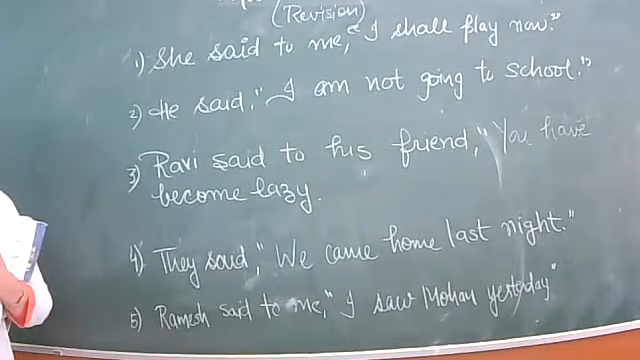 (Revision)
1) She said to me, "I shall play now."
2) He said, "I am not going to school."
3) Ravi said to his friend, "You have
become lazy.
4) They said, "We came home last night."
5) Ramesh said to me, "I saw Mohan yesterday"